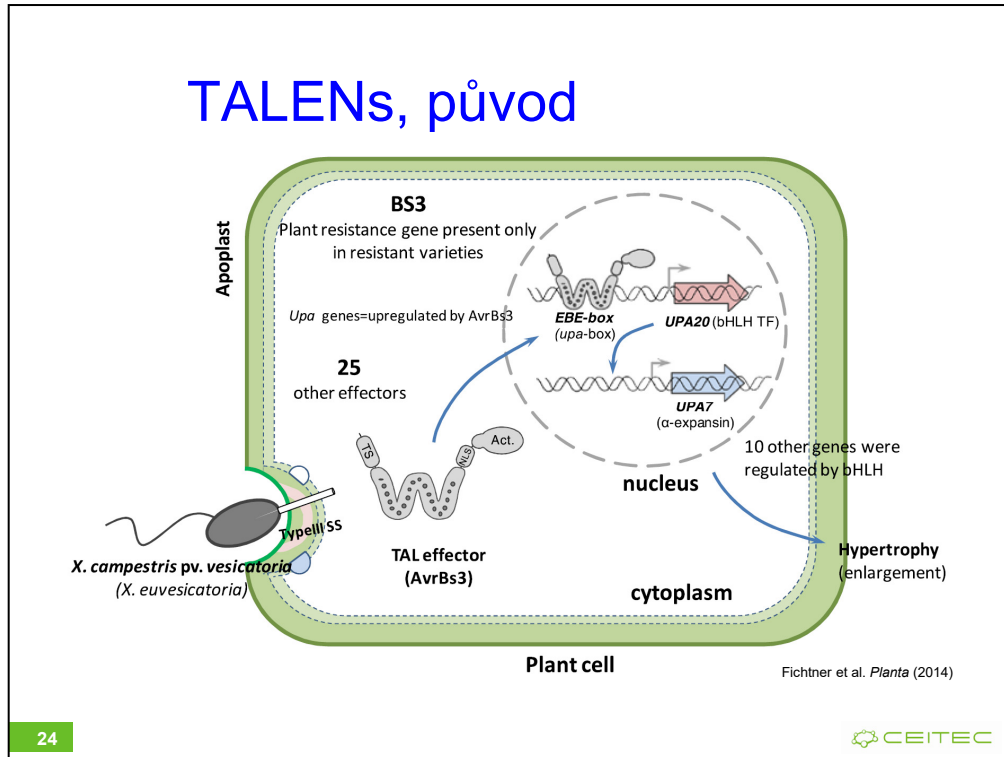 TALENs, původ
BS3
Plant resistance gene present only
in resistant varieties
Apoplast
Upa genes=upregulated by AvrBs3
EBE-box
(upa-box)
UPA20 (bHLH TF)
25
other effectors
UPA7
(α-expansin)
TS
NLS
Act.
10 other genes were
regulated by bHLH
nucleus
TypeIII SS
TAL effector
(AvrBs3)
X. campestris pv. vesicatoria
(X. euvesicatoria)
Hypertrophy
(enlargement)
cytoplasm
Plant cell
Fichtner et al. Planta (2014)
24
CEITEC